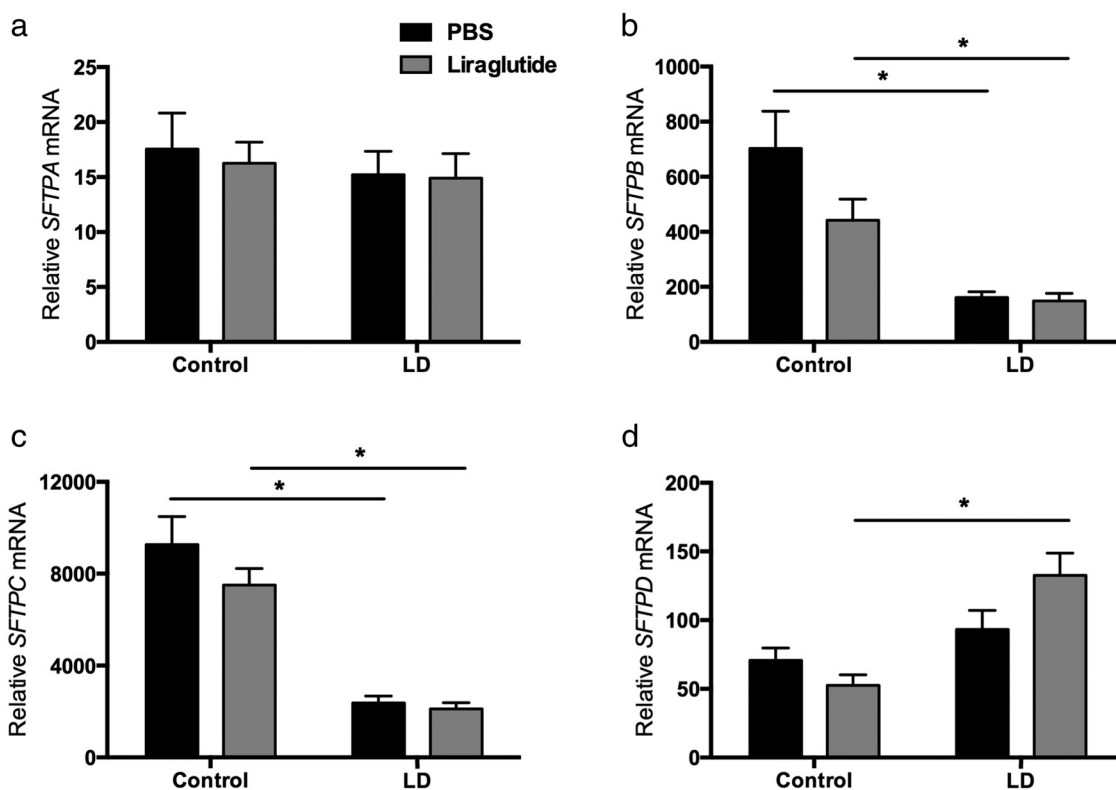 a
PBS
Liraglutide
Relative SFTPA mRNA
25
20
15
10
5
0
Control
LD
b
*
*
Relative SFTPB mRNA
1000
800
600
400
200
0
Control
LD
c
*
*
Relative SFTPC mRNA
12000
8000
4000
0
Control
LD
d
*
Relative SFTPD mRNA
200
150
100
50
0
Control
LD